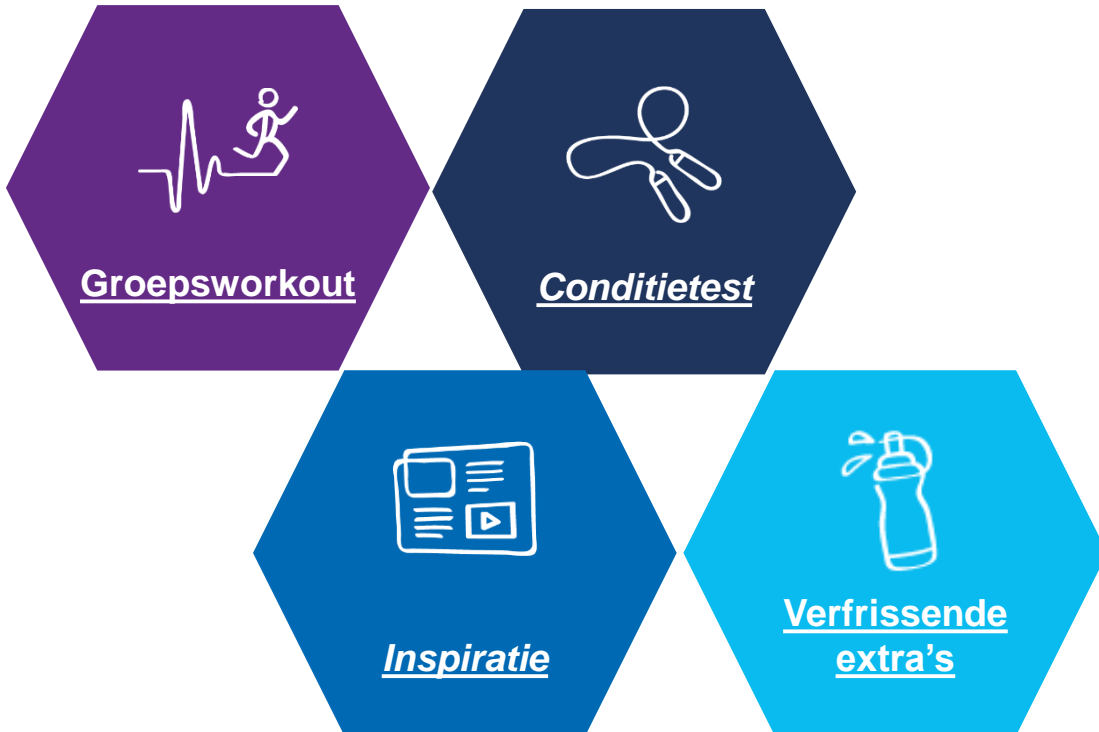 Groepsworkout
Conditietest
Inspiratie
Verfrissende
extra’s